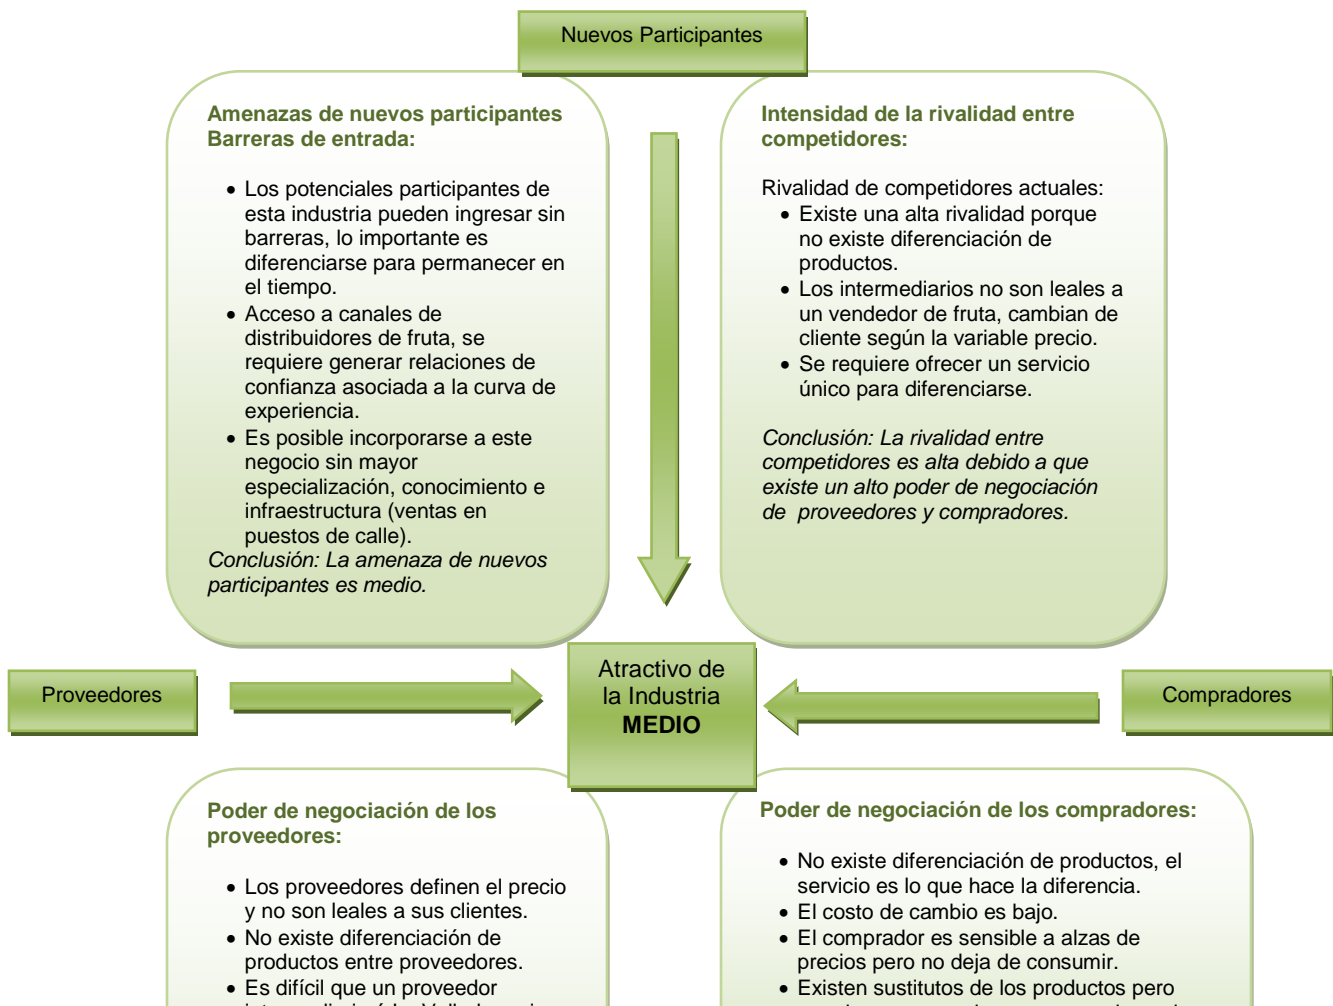 Nuevos Participantes
Amenazas de nuevos participantes
Barreras de entrada:
• Los potenciales participantes de
esta industria pueden ingresar sin
barreras, lo importante es
diferenciarse para permanecer en
el tiempo.
• Acceso a canales de
distribuidores de fruta, se
requiere generar relaciones de
confianza asociada a la curva de
experiencia.
• Es posible incorporarse a este
negocio sin mayor
especialización, conocimiento e
infraestructura (ventas en
puestos de calle).
Conclusión: La amenaza de nuevos
participantes es medio.
Intensidad de la rivalidad entre
competidores:
Rivalidad de competidores actuales:
• Existe una alta rivalidad porque
no existe diferenciación de
productos.
• Los intermediarios no son leales a
un vendedor de fruta, cambian de
cliente según la variable precio.
• Se requiere ofrecer un servicio
único para diferenciarse.
Conclusión: La rivalidad entre
competidores es alta debido a que
existe un alto poder de negociación
de proveedores y compradores.
Proveedores
Atractivo de
la Industria
MEDIO
Compradores
Poder de negociación de los
proveedores:
• Los proveedores definen el precio
y no son leales a sus clientes.
• No existe diferenciación de
productos entre proveedores.
• Es difícil que un proveedor
Poder de negociación de los compradores:
• No existe diferenciación de productos, el
servicio es lo que hace la diferencia.
• El costo de cambio es bajo.
• El comprador es sensible a alzas de
precios pero no deja de consumir.
• Existen sustitutos de los productos pero